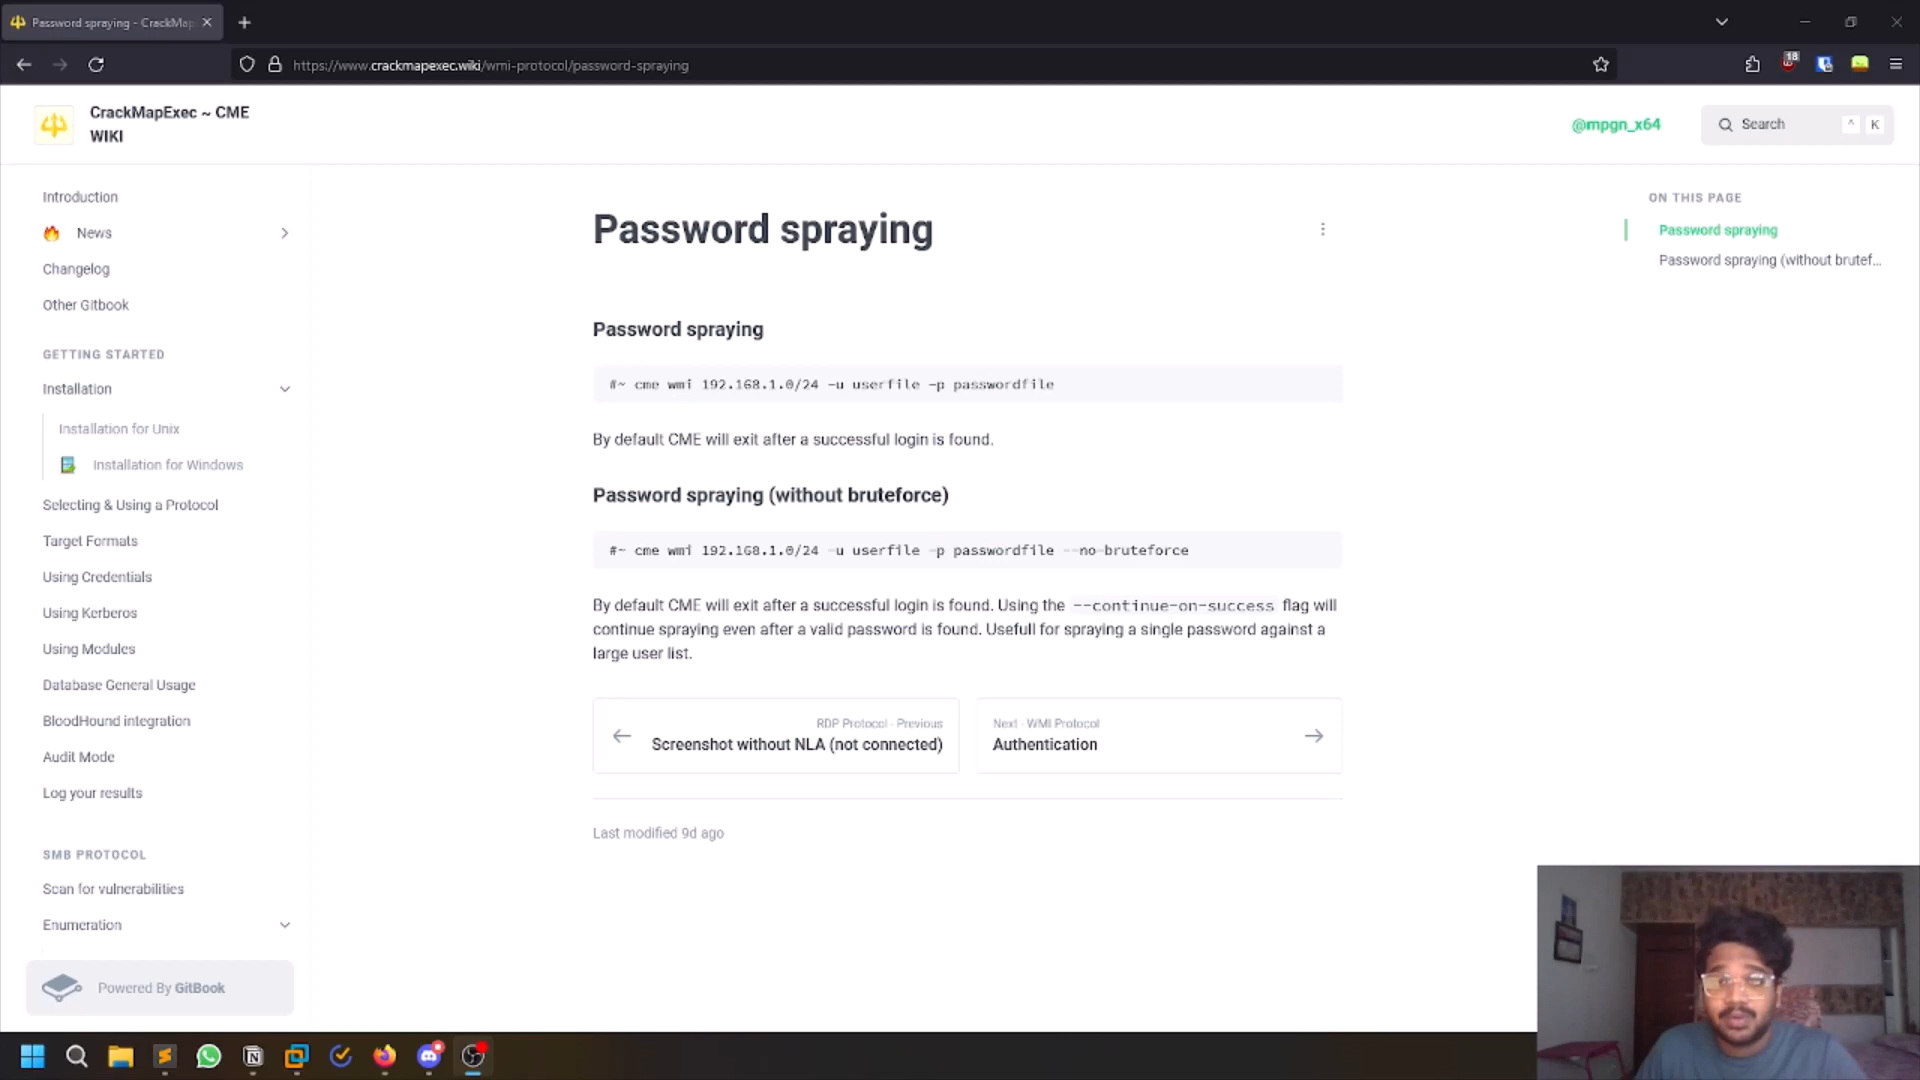 Password spraying - CrackMap
https://www.crackmapexec.wiki/wmi-protocol/password-spraying
18
CrackMapExec ~ CME
WIKI
@mpgn_x64
Search
^
K
Introduction
🔥 News
Changelog
Other Gitbook
GETTING STARTED
Installation
Installation for Unix
Installation for Windows
Selecting & Using a Protocol
Target Formats
Using Credentials
Using Kerberos
Using Modules
Database General Usage
BloodHound integration
Audit Mode
Log your results
SMB PROTOCOL
Scan for vulnerabilities
Enumeration
Powered By GitBook
Password spraying
Password spraying
#~ cme wmi 192.168.1.0/24 -u userfile -p passwordfile
By default CME will exit after a successful login is found.
Password spraying (without bruteforce)
#~ cme wmi 192.168.1.0/24 -u userfile -p passwordfile --no-bruteforce
By default CME will exit after a successful login is found. Using the --continue-on-success flag will
continue spraying even after a valid password is found. Usefull for spraying a single password against a
large user list.
RDP Protocol - Previous
Screenshot without NLA (not connected)
Next - WMI Protocol
Authentication
Last modified 9d ago
ON THIS PAGE
Password spraying
Password spraying (without brutef...